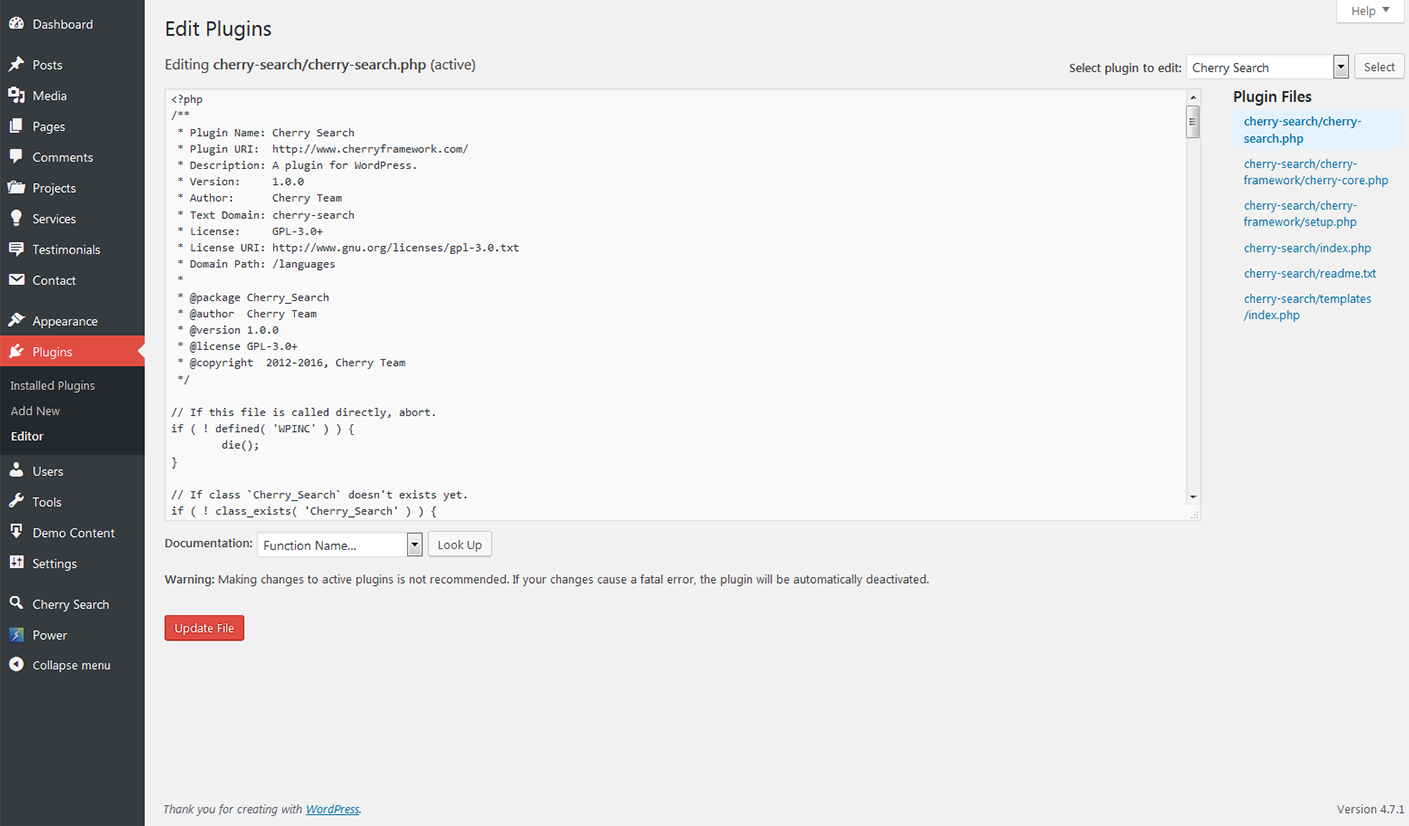 Dashboard
Posts
Media
Pages
Comments
Projects
Services
Testimonials
Contact
Appearance
Plugins
Installed Plugins
Add New
Editor
Users
Tools
Demo Content
Settings
Cherry Search
Power
Collapse menu
Help
Edit Plugins
Editing cherry-search/cherry-search.php (active)
Select plugin to edit: Cherry Search Select
<?php
/**
 * Plugin Name: Cherry Search
 * Plugin URI:  http://www.cherryframework.com/
 * Description: A plugin for WordPress.
 * Version:     1.0.0
 * Author:      Cherry Team
 * Text Domain: cherry-search
 * License:     GPL-3.0+
 * License URI: http://www.gnu.org/licenses/gpl-3.0.txt
 * Domain Path: /languages
 *
 * @package Cherry_Search
 * @author  Cherry Team
 * @version 1.0.0
 * @license GPL-3.0+
 * @copyright  2012-2016, Cherry Team
 */
// If this file is called directly, abort.
if ( ! defined( 'WPINC' ) ) {
        die();
}
// If class `Cherry_Search` doesn't exists yet.
if ( ! class_exists( 'Cherry_Search' ) ) {
Plugin Files
cherry-search/cherry-
search.php
cherry-search/cherry-
framework/cherry-core.php
cherry-search/cherry-
framework/setup.php
cherry-search/index.php
cherry-search/readme.txt
cherry-search/templates
/index.php
Documentation: Function Name... Look Up
Warning: Making changes to active plugins is not recommended. If your changes cause a fatal error, the plugin will be automatically deactivated.
Update File
Thank you for creating with WordPress.
Version 4.7.1